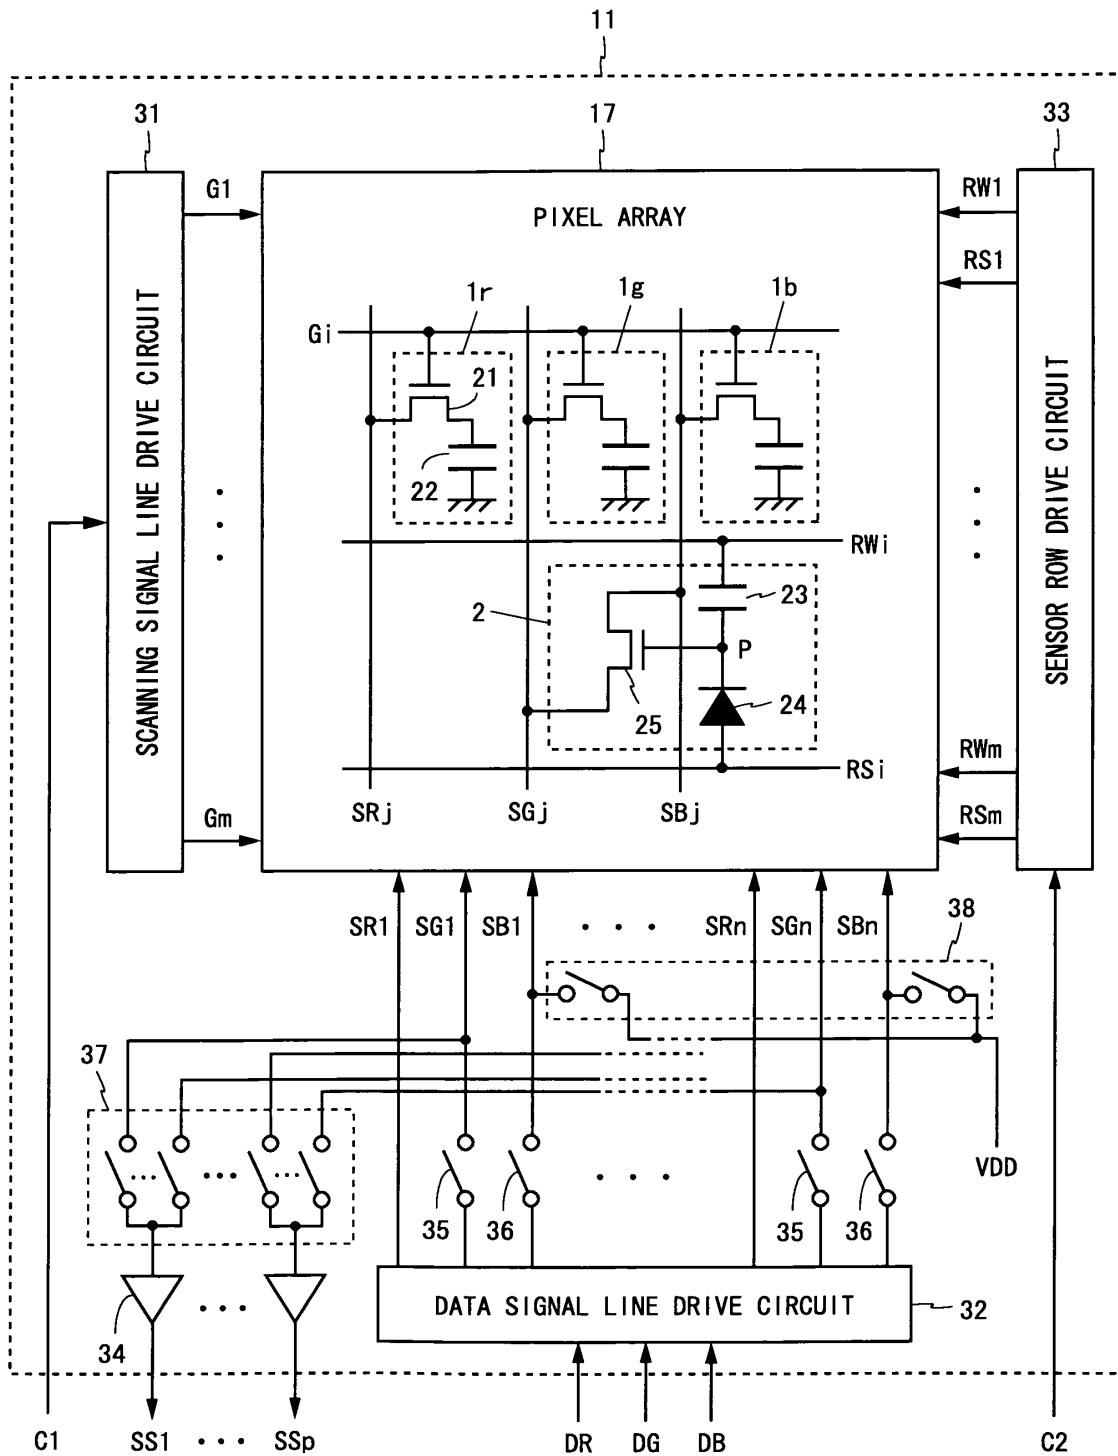 11
31
17
33
G1
RW1
PIXEL ARRAY
RS1
1r
1g
1b
Gi
21
22
SCANNING SIGNAL LINE DRIVE CIRCUIT
SENSOR ROW DRIVE CIRCUIT
RWi
2
23
P
25
24
RWm
RSi
SRj
SGj
SBj
Gm
RSm
SR1
SG1
SB1
SRn
SGn
SBn
38
37
VDD
35
36
35
36
DATA SIGNAL LINE DRIVE CIRCUIT
32
34
C1
SS1
SSp
DR
DG
DB
C2